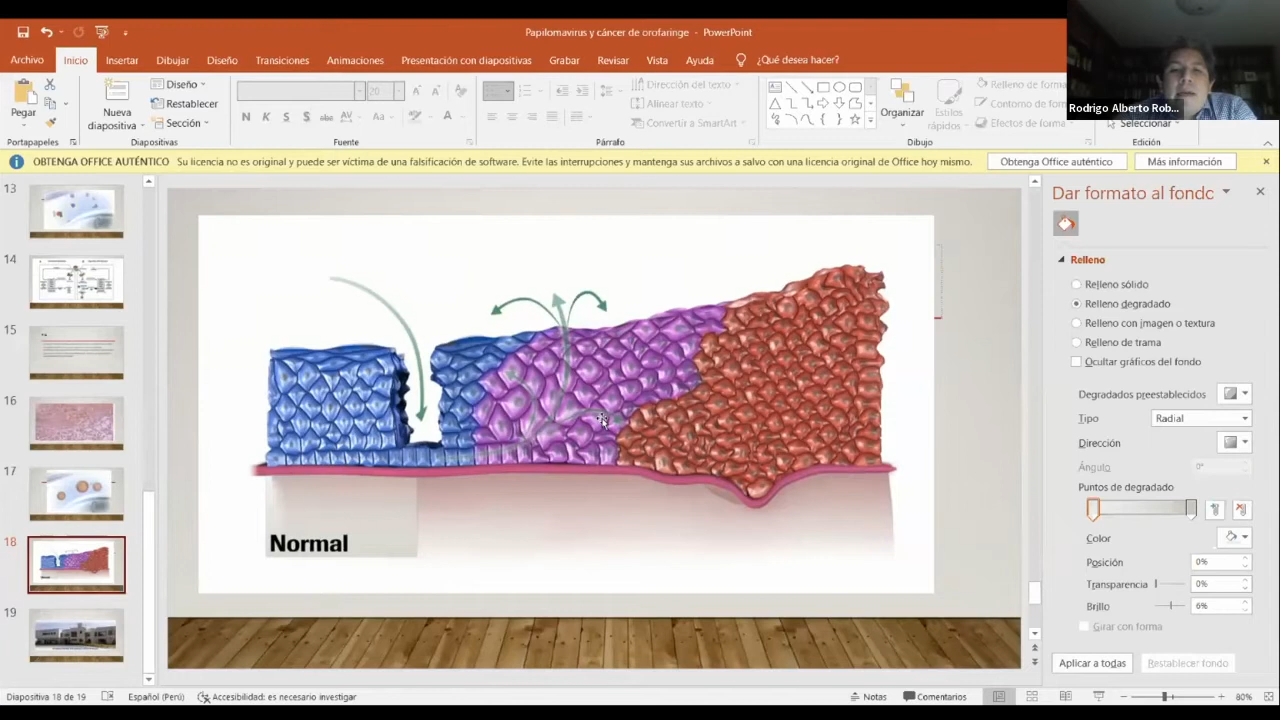 Papilomavirus y cáncer de orofaringe - PowerPoint
Archivo Inicio Insertar Dibujar Diseño Transiciones Animaciones Presentación con diapositivas Grabar Revisar Vista Ayuda ¿Qué desea hacer?
Rodrigo Alberto Rob...
Pegar
Nueva diapositiva
Diseño
Restablecer
Sección
N K S abc
Dirección del texto
Alinear texto
Convertir a SmartArt
Organizar
Estilos rápidos
Relleno de
Contorno de
Efectos de
Seleccionar
Portapapeles Diapositivas Fuente Párrafo Dibujo Edición
OBTENGA OFFICE AUTÉNTICO Su licencia no es original y puede ser víctima de una falsificación de software. Evite las interrupciones y mantenga sus archivos a salvo con una licencia original de Office hoy mismo. Obtenga Office auténtico Más información
13
14
15
16
17
18
19
Normal
Dar formato al fondo
Relleno
Relleno sólido
Relleno degradado
Relleno con imagen o textura
Relleno de trama
Ocultar gráficos del fondo
Degradados preestablecidos
Tipo Radial
Dirección
Ángulo 0°
Puntos de degradado
Color
Posición 0%
Transparencia 0%
Brillo 6%
Girar con forma
Aplicar a todas Restablecer fondo
Diapositiva 18 de 19 Español (Perú) Accesibilidad: es necesario investigar Notas Comentarios 80%